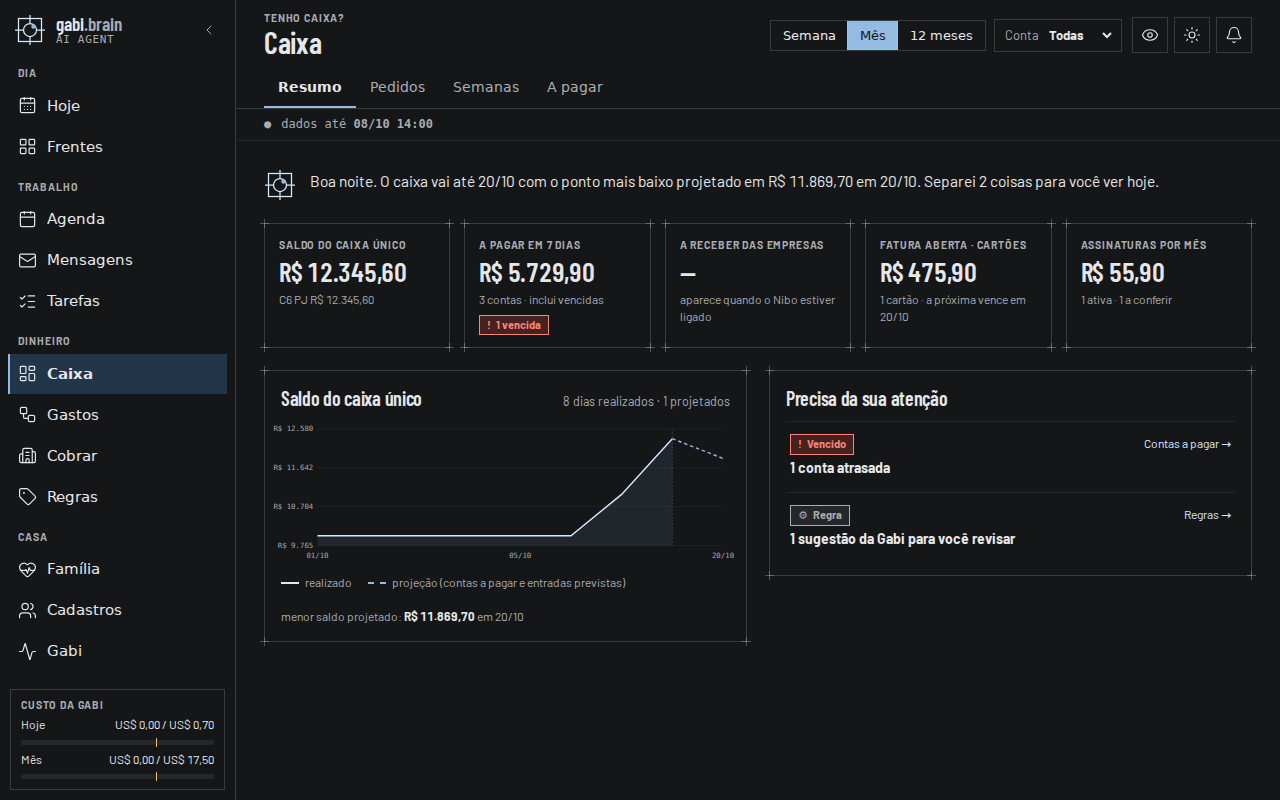 gabi.brain
AI AGENT
DIA
Hoje
Frentes
TRABALHO
Agenda
Mensagens
Tarefas
DINHEIRO
Caixa
Gastos
Cobrar
Regras
CASA
Família
Cadastros
Gabi
CUSTO DA GABI
Hoje US$ 0,00 / US$ 0,70
Mês US$ 0,00 / US$ 17,50
TENHO CAIXA?
Caixa
Semana Mês 12 meses Conta Todas
Resumo Pedidos Semanas A pagar
dados até 08/10 14:00
Boa noite. O caixa vai até 20/10 com o ponto mais baixo projetado em R$ 11.869,70 em 20/10. Separei 2 coisas para você ver hoje.
SALDO DO CAIXA ÚNICO
R$ 12.345,60
C6 PJ R$ 12.345,60
A PAGAR EM 7 DIAS
R$ 5.729,90
3 contas · inclui vencidas
! 1 vencida
A RECEBER DAS EMPRESAS
—
aparece quando o Nibo estiver
ligado
FATURA ABERTA · CARTÕES
R$ 475,90
1 cartão · a próxima vence em
20/10
ASSINATURAS POR MÊS
R$ 55,90
1 ativa · 1 a conferir
Saldo do caixa único 8 dias realizados · 1 projetados
R$ 12.580
R$ 11.642
R$ 10.704
R$ 9.765
01/10 05/10 20/10
realizado projeção (contas a pagar e entradas previstas)
menor saldo projetado: R$ 11.869,70 em 20/10
Precisa da sua atenção
! Vencido Contas a pagar →
1 conta atrasada
⚙ Regra Regras →
1 sugestão da Gabi para você revisar